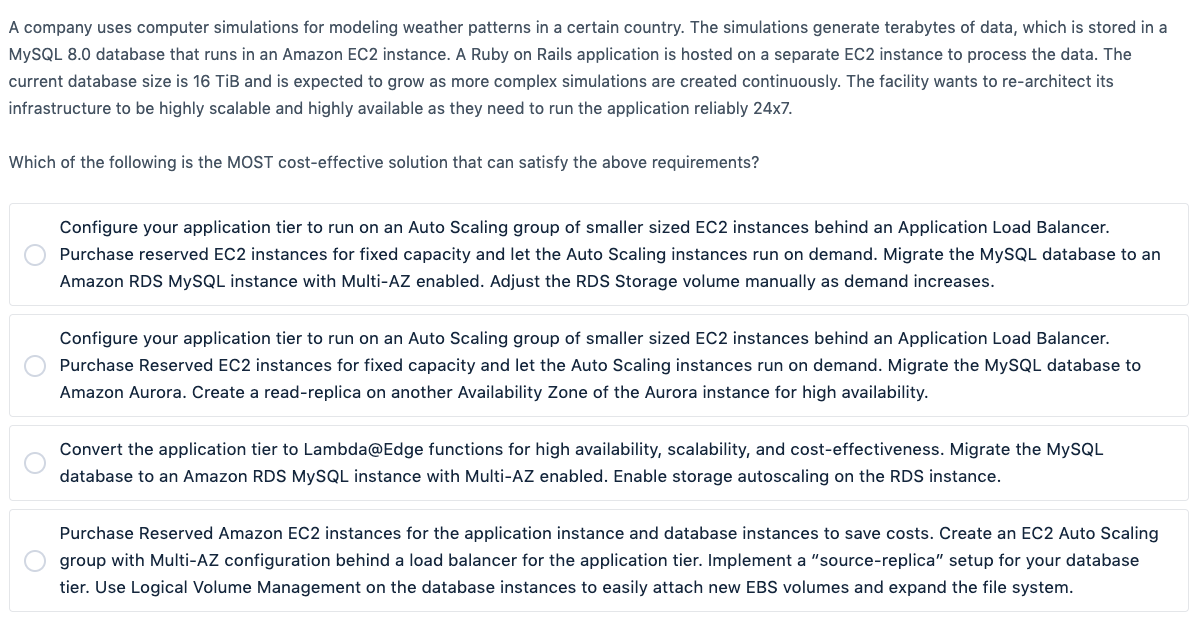 A company uses computer simulations for modeling weather patterns in a certain country. The simulations generate terabytes of data, which is stored in a
MySQL 8.0 database that runs in an Amazon EC2 instance. A Ruby on Rails application is hosted on a separate EC2 instance to process the data. The
current database size is 16 TiB and is expected to grow as more complex simulations are created continuously. The facility wants to re-architect its
infrastructure to be highly scalable and highly available as they need to run the application reliably 24x7.
Which of the following is the MOST cost-effective solution that can satisfy the above requirements?
Configure your application tier to run on an Auto Scaling group of smaller sized EC2 instances behind an Application Load Balancer.
Purchase reserved EC2 instances for fixed capacity and let the Auto Scaling instances run on demand. Migrate the MySQL database to an
Amazon RDS MySQL instance with Multi-AZ enabled. Adjust the RDS Storage volume manually as demand increases.
Configure your application tier to run on an Auto Scaling group of smaller sized EC2 instances behind an Application Load Balancer.
Purchase Reserved EC2 instances for fixed capacity and let the Auto Scaling instances run on demand. Migrate the MySQL database to
Amazon Aurora. Create a read-replica on another Availability Zone of the Aurora instance for high availability.
Convert the application tier to Lambda@Edge functions for high availability, scalability, and cost-effectiveness. Migrate the MySQL
database to an Amazon RDS MySQL instance with Multi-AZ enabled. Enable storage autoscaling on the RDS instance.
Purchase Reserved Amazon EC2 instances for the application instance and database instances to save costs. Create an EC2 Auto Scaling
group with Multi-AZ configuration behind a load balancer for the application tier. Implement a “source-replica” setup for your database
tier. Use Logical Volume Management on the database instances to easily attach new EBS volumes and expand the file system.